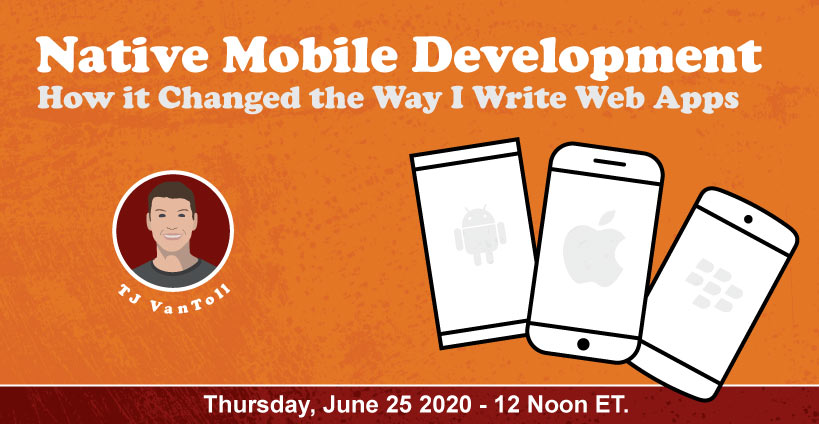 Native Mobile Development
How it Changed the Way I Write Web Apps
TJ VanToll
Thursday, June 25 2020 - 12 Noon ET.